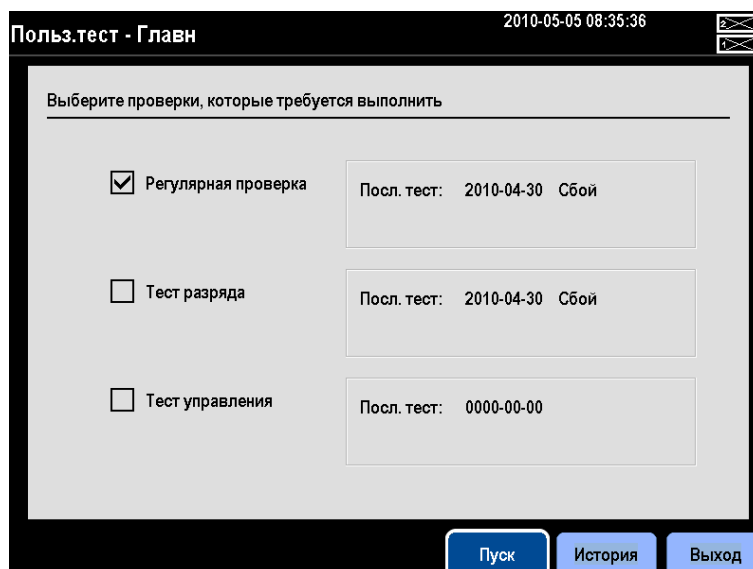 Польз.тест - Главн
2010-05-05 08:35:36
2
1
Выберите проверки, которые требуется выполнить
Регулярная проверка
Посл. тест: 2010-04-30 Сбой
Тест разряда
Посл. тест: 2010-04-30 Сбой
Тест управления
Посл. тест: 0000-00-00
Пуск
История
Выход